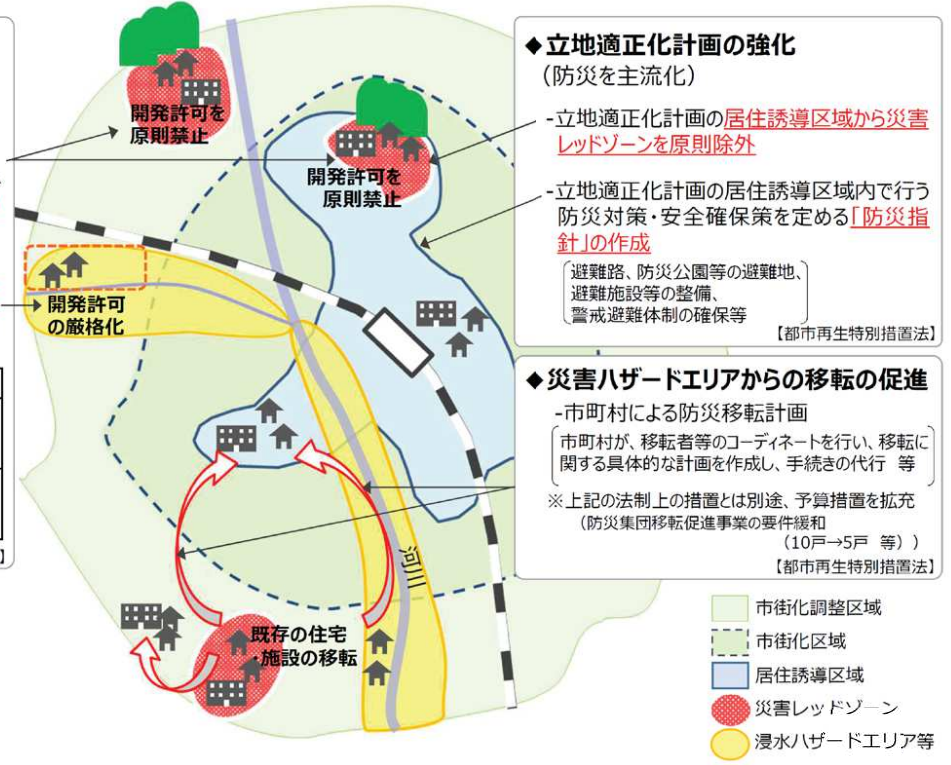 開発許可を
原則禁止
開発許可を
原則禁止
開発許可
の厳格化
河川
既存の住宅
・施設の移転
◆立地適正化計画の強化
(防災を主流化)
-立地適正化計画の居住誘導区域から災害
レッドゾーンを原則除外
-立地適正化計画の居住誘導区域内で行う
防災対策・安全確保策を定める「防災指
針」の作成
避難路、防災公園等の避難地、
避難施設等の整備、
警戒避難体制の確保等
【都市再生特別措置法】
◆災害ハザードエリアからの移転の促進
-市町村による防災移転計画
市町村が、移転者等のコーディネートを行い、移転に
関する具体的な計画を作成し、手続きの代行 等
※上記の法制上の措置とは別途、予算措置を拡充
(防災集団移転促進事業の要件緩和
(10戸→5戸 等))
【都市再生特別措置法】
市街化調整区域
市街化区域
居住誘導区域
災害レッドゾーン
浸水ハザードエリア等
】